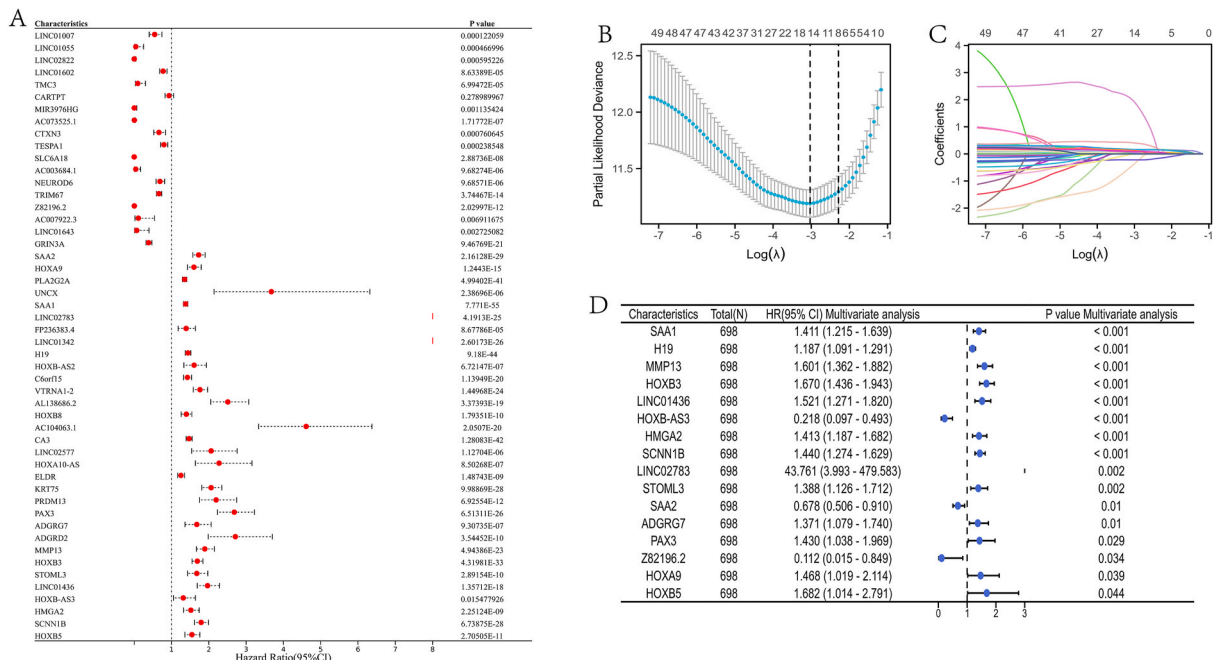 A
Characteristics P value
LINC01007 0.000122059
LINC01055 0.000466996
LINC02822 0.000595226
LINC01602 8.63389E-05
TMC3 6.99472E-05
CARTPT 0.278989967
MIR3976HG 0.001135424
AC073525.1 1.71772E-07
CTXN3 0.000760645
TESPA1 0.000238548
SLC6A18 2.88736E-08
AC003684.1 9.68274E-06
NEUROD6 9.68571E-06
TRIM67 3.74467E-14
Z82196.2 2.02997E-12
AC007922.3 0.006911675
LINC01643 0.002725082
GRIN3A 9.46769E-21
SAA2 2.16128E-29
HOXA9 1.2443E-15
PLA2G2A 4.99402E-41
UNCX 2.38696E-06
SAA1 7.771E-55
LINC02783 4.1913E-25
FP236383.4 8.67786E-05
LINC01342 2.60173E-26
H19 9.18E-44
HOXB-AS2 6.72147E-07
C6orf15 1.13949E-20
VTRNA1-2 1.44968E-24
AL138686.2 3.37393E-19
HOXB8 1.79351E-10
AC104063.1 2.0507E-20
CA3 1.28083E-42
LINC02577 1.12704E-06
HOXA10-AS 8.50268E-07
ELDR 1.48743E-09
KRT75 9.98869E-28
PRDM13 6.92554E-12
PAX3 6.51311E-26
ADGRG7 9.30735E-07
ADGRD2 3.54452E-10
MMP13 4.94386E-23
HOXB3 4.31981E-33
STOML3 2.89154E-10
LINC01436 1.35712E-18
HOXB-AS3 0.015477926
HMGA2 2.25124E-09
SCNN1B 6.73875E-28
HOXB5 2.70505E-11
1 2 3 4 5 6 7 8
Hazard Ratio(95%CI)
B
49 48 47 47 43 42 37 31 27 22 18 14 11 8 6 5 5 4 1 0
12.5
12.0
11.5
Partial Likelihood Deviance
-7 -6 -5 -4 -3 -2 -1
Log(λ)
C
49 47 41 27 14 5 0
4
3
2
1
0
-1
-2
Coefficients
-7 -6 -5 -4 -3 -2 -1
Log(λ)
D
Characteristics Total(N) HR(95% CI) Multivariate analysis P value Multivariate analysis
SAA1 698 1.411 (1.215 - 1.639) < 0.001
H19 698 1.187 (1.091 - 1.291) < 0.001
MMP13 698 1.601 (1.362 - 1.882) < 0.001
HOXB3 698 1.670 (1.436 - 1.943) < 0.001
LINC01436 698 1.521 (1.271 - 1.820) < 0.001
HOXB-AS3 698 0.218 (0.097 - 0.493) < 0.001
HMGA2 698 1.413 (1.187 - 1.682) < 0.001
SCNN1B 698 1.440 (1.274 - 1.629) < 0.001
LINC02783 698 43.761 (3.993 - 479.583) 0.002
STOML3 698 1.388 (1.126 - 1.712) 0.002
SAA2 698 0.678 (0.506 - 0.910) 0.01
ADGRG7 698 1.371 (1.079 - 1.740) 0.01
PAX3 698 1.430 (1.038 - 1.969) 0.029
Z82196.2 698 0.112 (0.015 - 0.849) 0.034
HOXA9 698 1.468 (1.019 - 2.114) 0.039
HOXB5 698 1.682 (1.014 - 2.791) 0.044
0 1 2 3